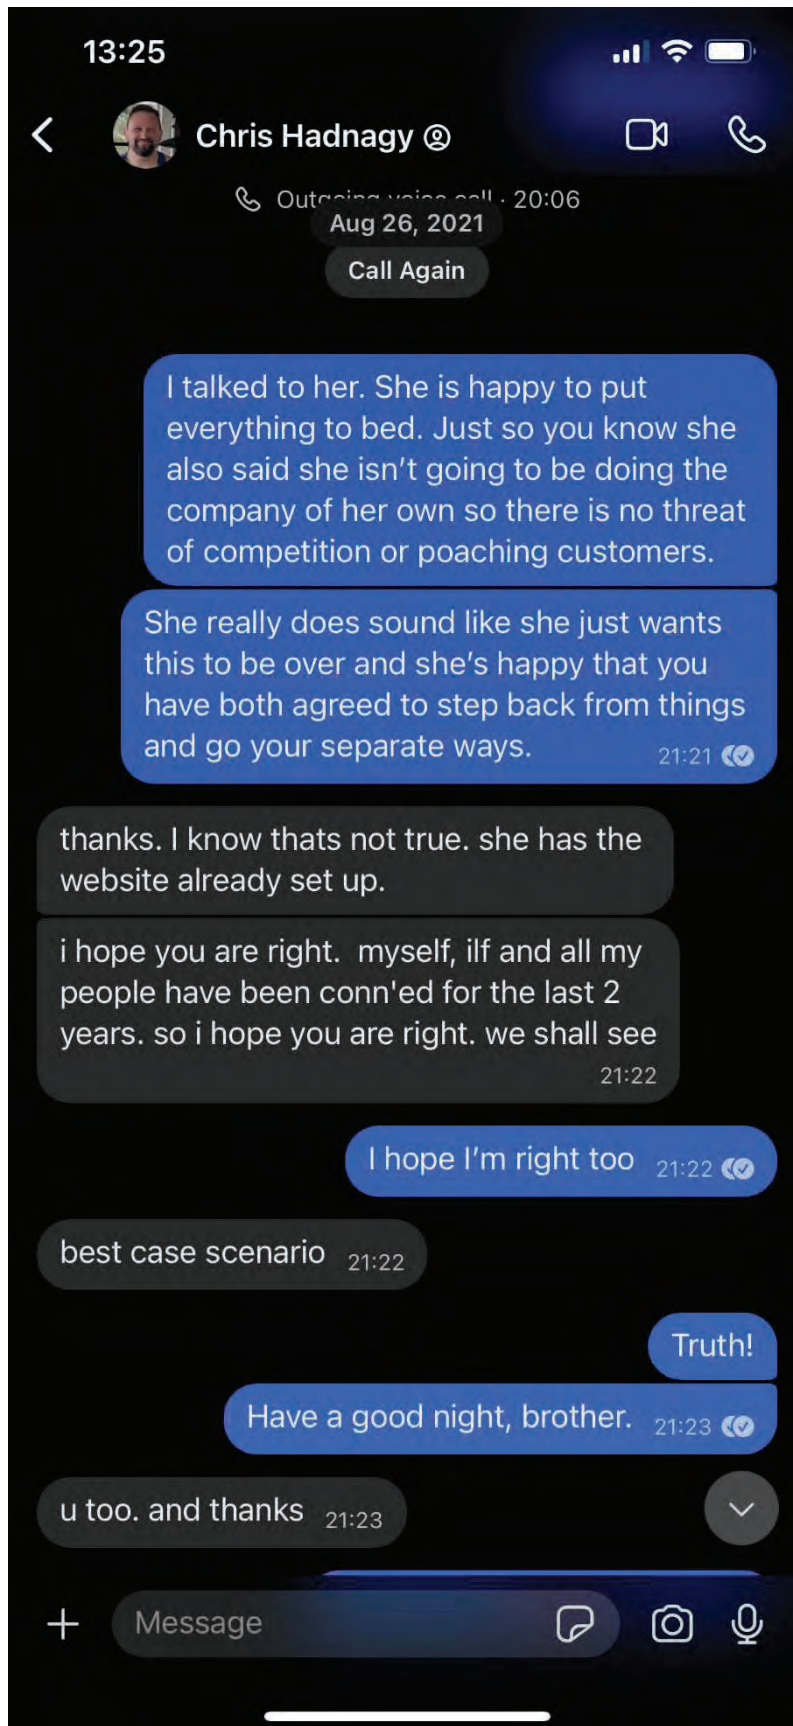 13:25
Chris Hadnagy
Outgoing voice call · 20:06
Aug 26, 2021
Call Again
I talked to her. She is happy to put
everything to bed. Just so you know she
also said she isn't going to be doing the
company of her own so there is no threat
of competition or poaching customers.
She really does sound like she just wants
this to be over and she's happy that you
have both agreed to step back from things
and go your separate ways.
21:21
thanks. I know thats not true. she has the
website already set up.
i hope you are right.  myself, ilf and all my
people have been conn'ed for the last 2
years. so i hope you are right. we shall see
21:22
I hope I'm right too 21:22
best case scenario 21:22
Truth!
Have a good night, brother. 21:23
u too. and thanks 21:23
Message